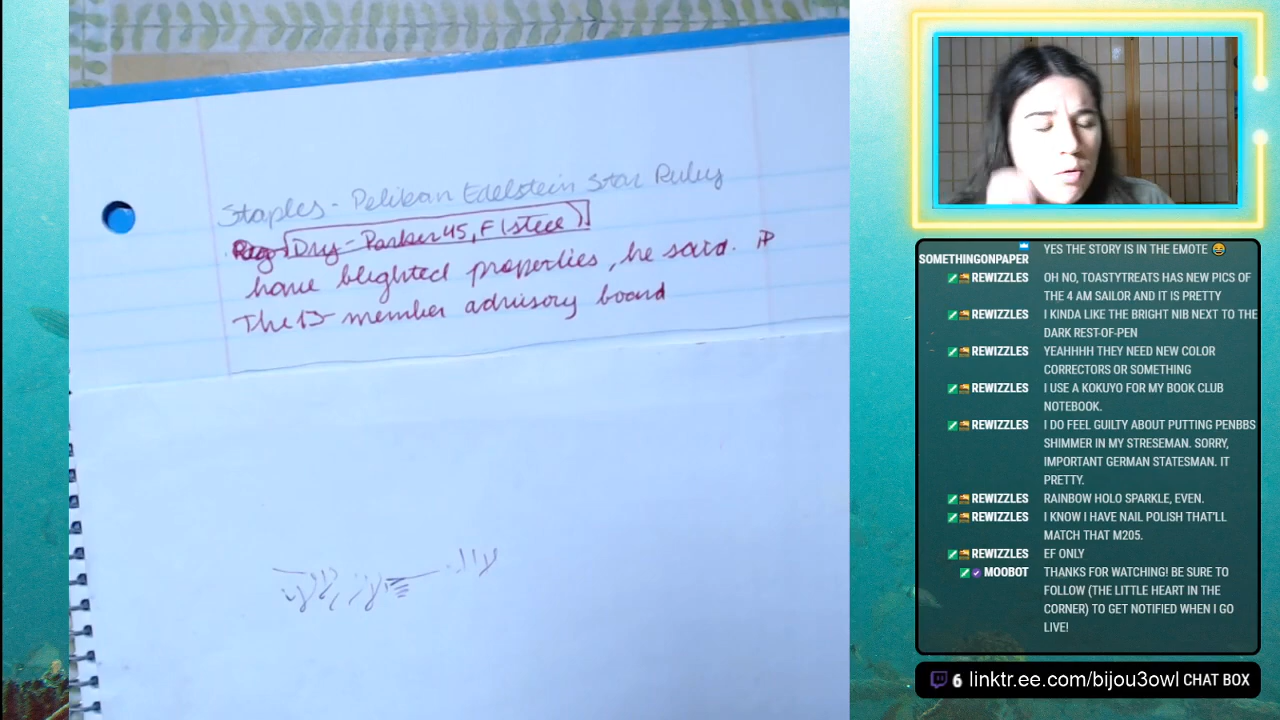 Staples - Pelikan Edelstein Star Ruby
Dry - Parker 45, F (steel)
have blighted properties, he said.
The 13-member advisory board
SOMETHINGONPAPER YES THE STORY IS IN THE EMOTE 😂
REWIZZLES OH NO, TOASTYTREATS HAS NEW PICS OF
THE 4 AM SAILOR AND IT IS PRETTY
REWIZZLES I KINDA LIKE THE BRIGHT NIB NEXT TO THE
DARK REST-OF-PEN
REWIZZLES YEAHHHH THEY NEED NEW COLOR
CORRECTORS OR SOMETHING
REWIZZLES I USE A KOKUYO FOR MY BOOK CLUB
NOTEBOOK.
REWIZZLES I DO FEEL GUILTY ABOUT PUTTING PENBBS
SHIMMER IN MY STRESEMAN. SORRY,
IMPORTANT GERMAN STATESMAN. IT
PRETTY.
REWIZZLES RAINBOW HOLO SPARKLE, EVEN.
REWIZZLES I KNOW I HAVE NAIL POLISH THAT'LL
MATCH THAT M205.
REWIZZLES EF ONLY
MOOBOT THANKS FOR WATCHING! BE SURE TO
FOLLOW (THE LITTLE HEART IN THE
CORNER) TO GET NOTIFIED WHEN I GO
LIVE!
6 linktr.ee.com/bijou3owl CHAT BOX